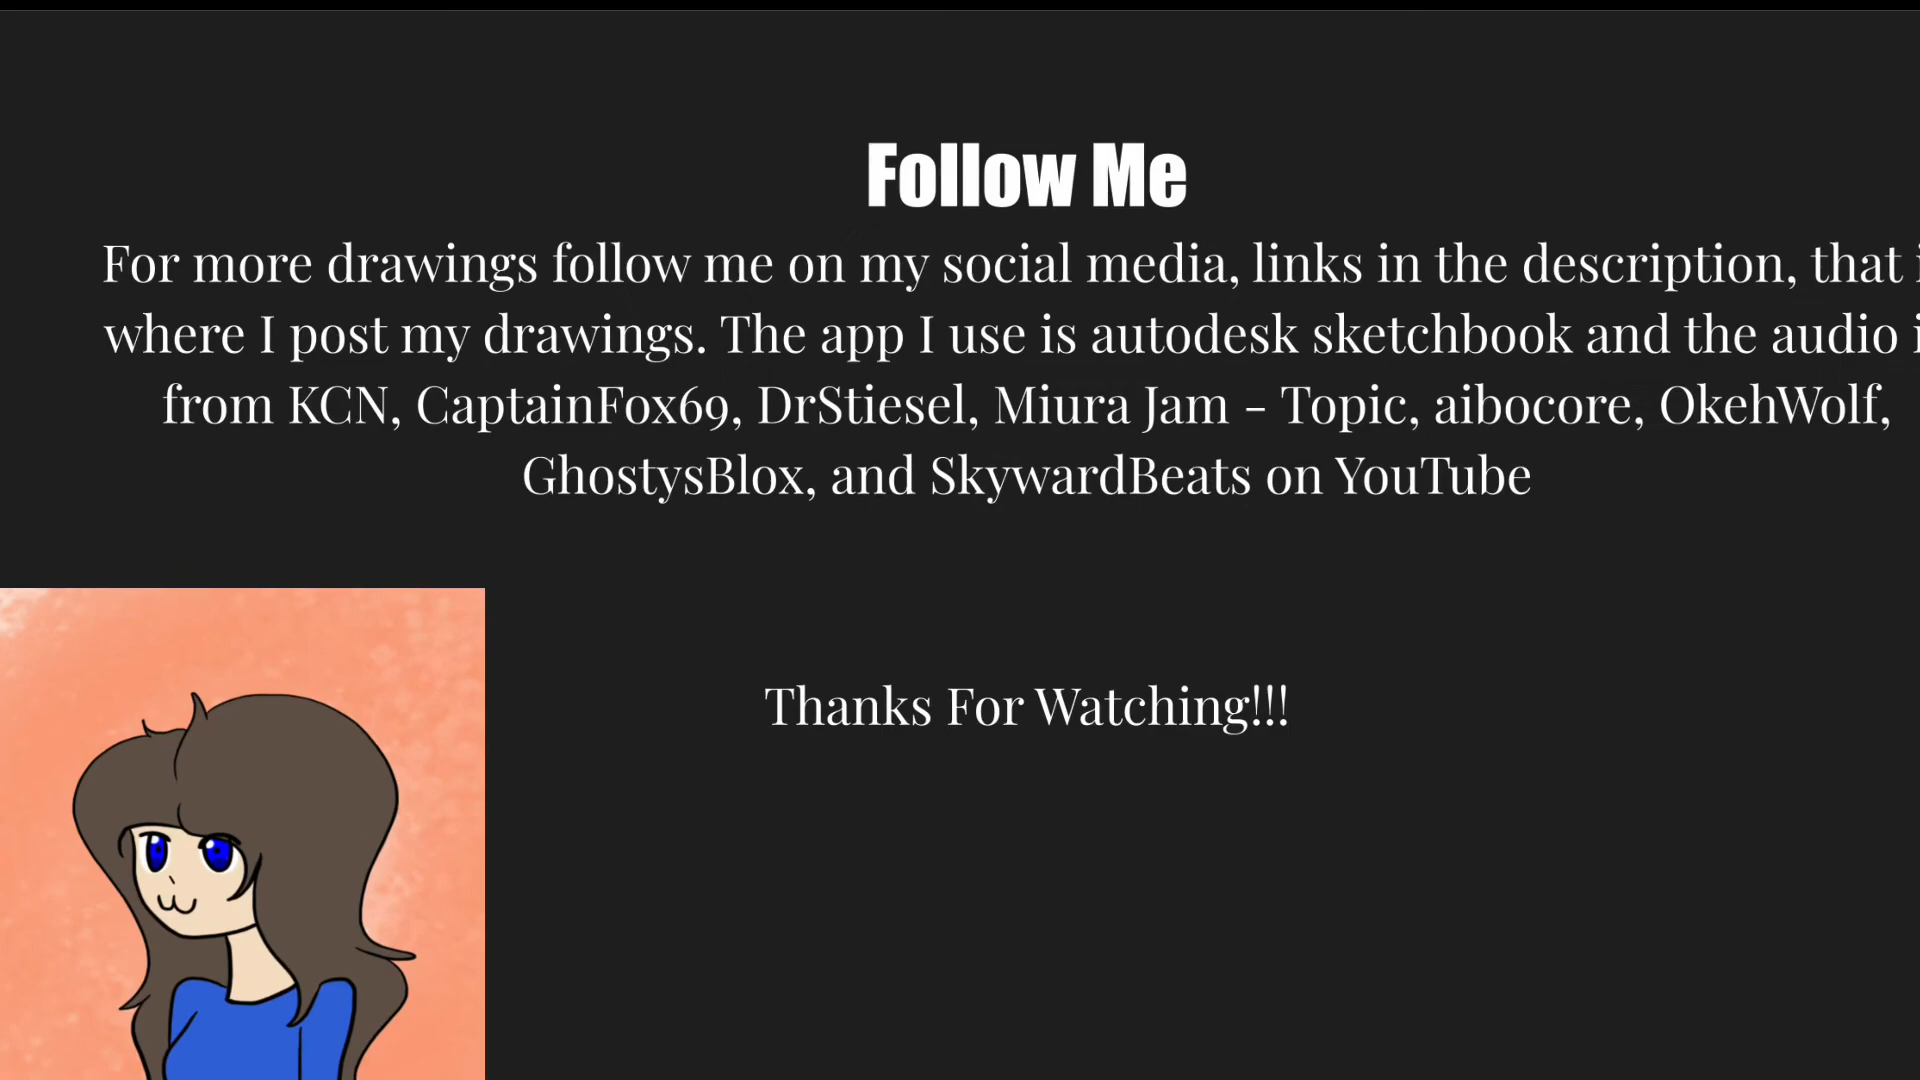 Follow Me
For more drawings follow me on my social media, links in the description, that
where I post my drawings. The app I use is autodesk sketchbook and the audio
from KCN, CaptainFox69, DrStiesel, Miura Jam - Topic, aibocore, OkehWolf,
GhostysBlox, and SkywardBeats on YouTube
Thanks For Watching!!!